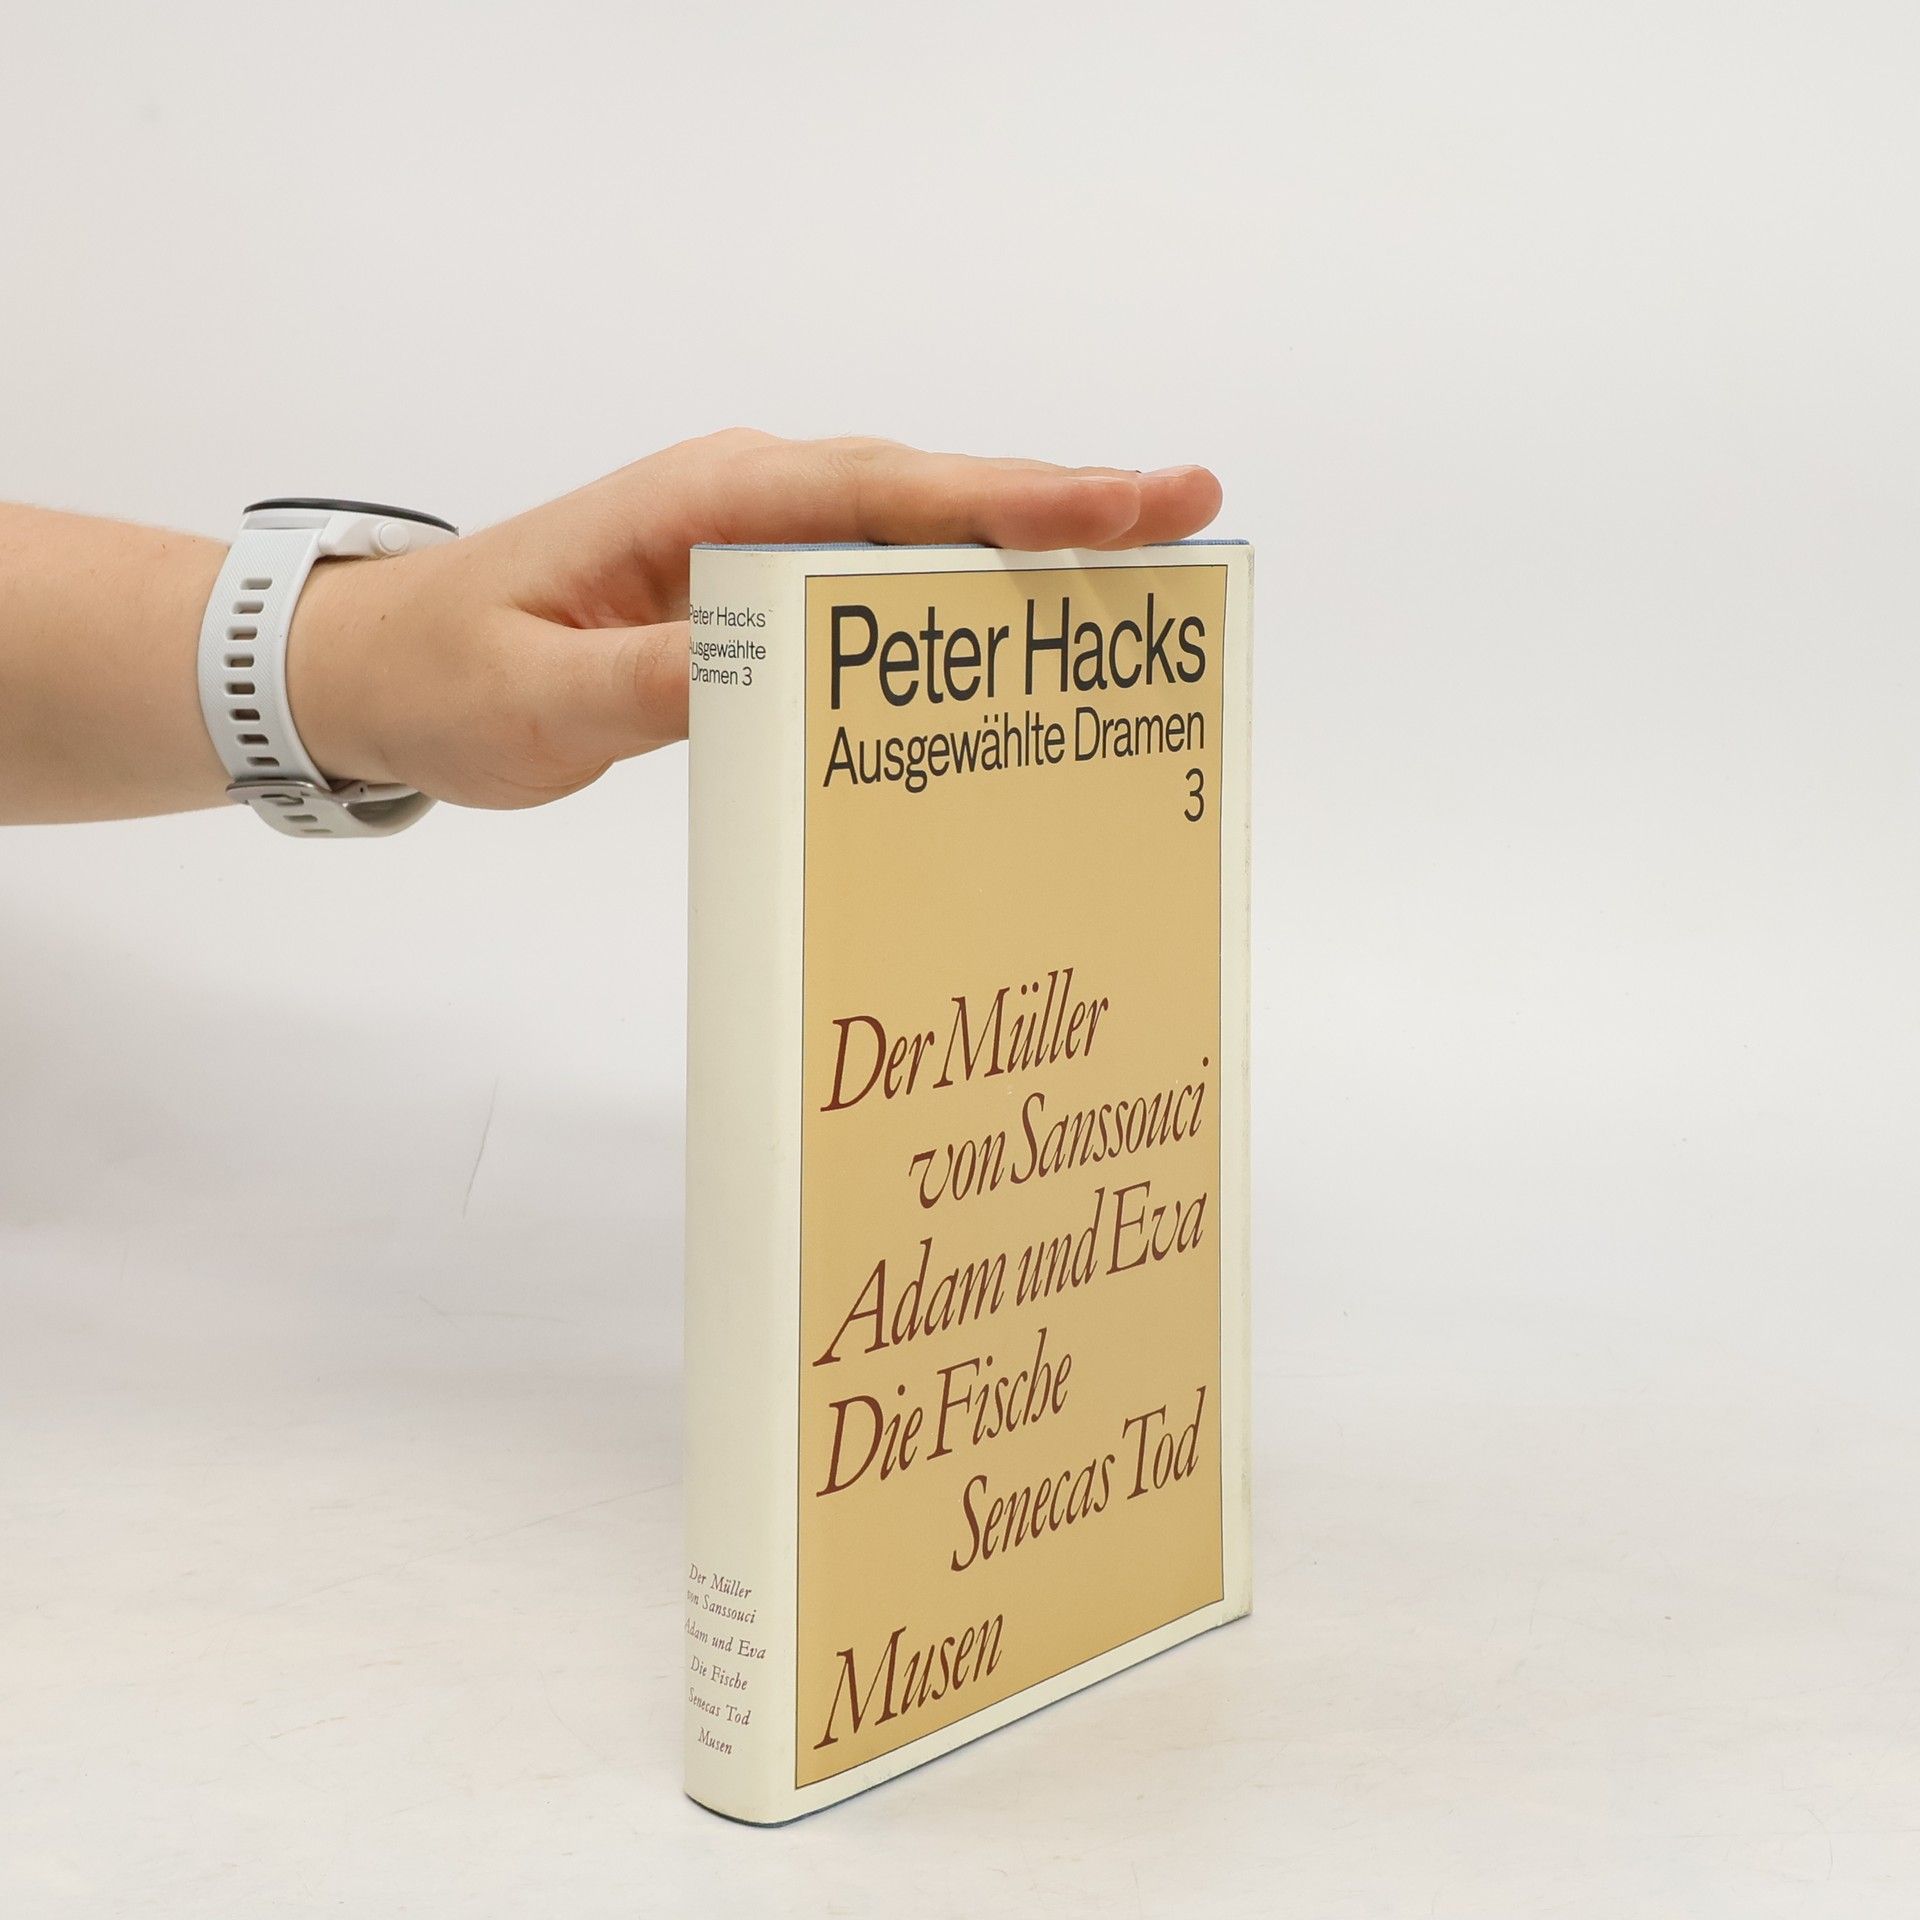 Peter Hacks
Ausgewählte
Dramen 3
Der Müller
von Sanssouci
Adam und Eva
Die Fische
Senecas Tod
Musen
Peter Hacks
Ausgewählte Dramen
3
Der Müller
von Sanssouci
Adam und Eva
Die Fische
Senecas Tod
Musen